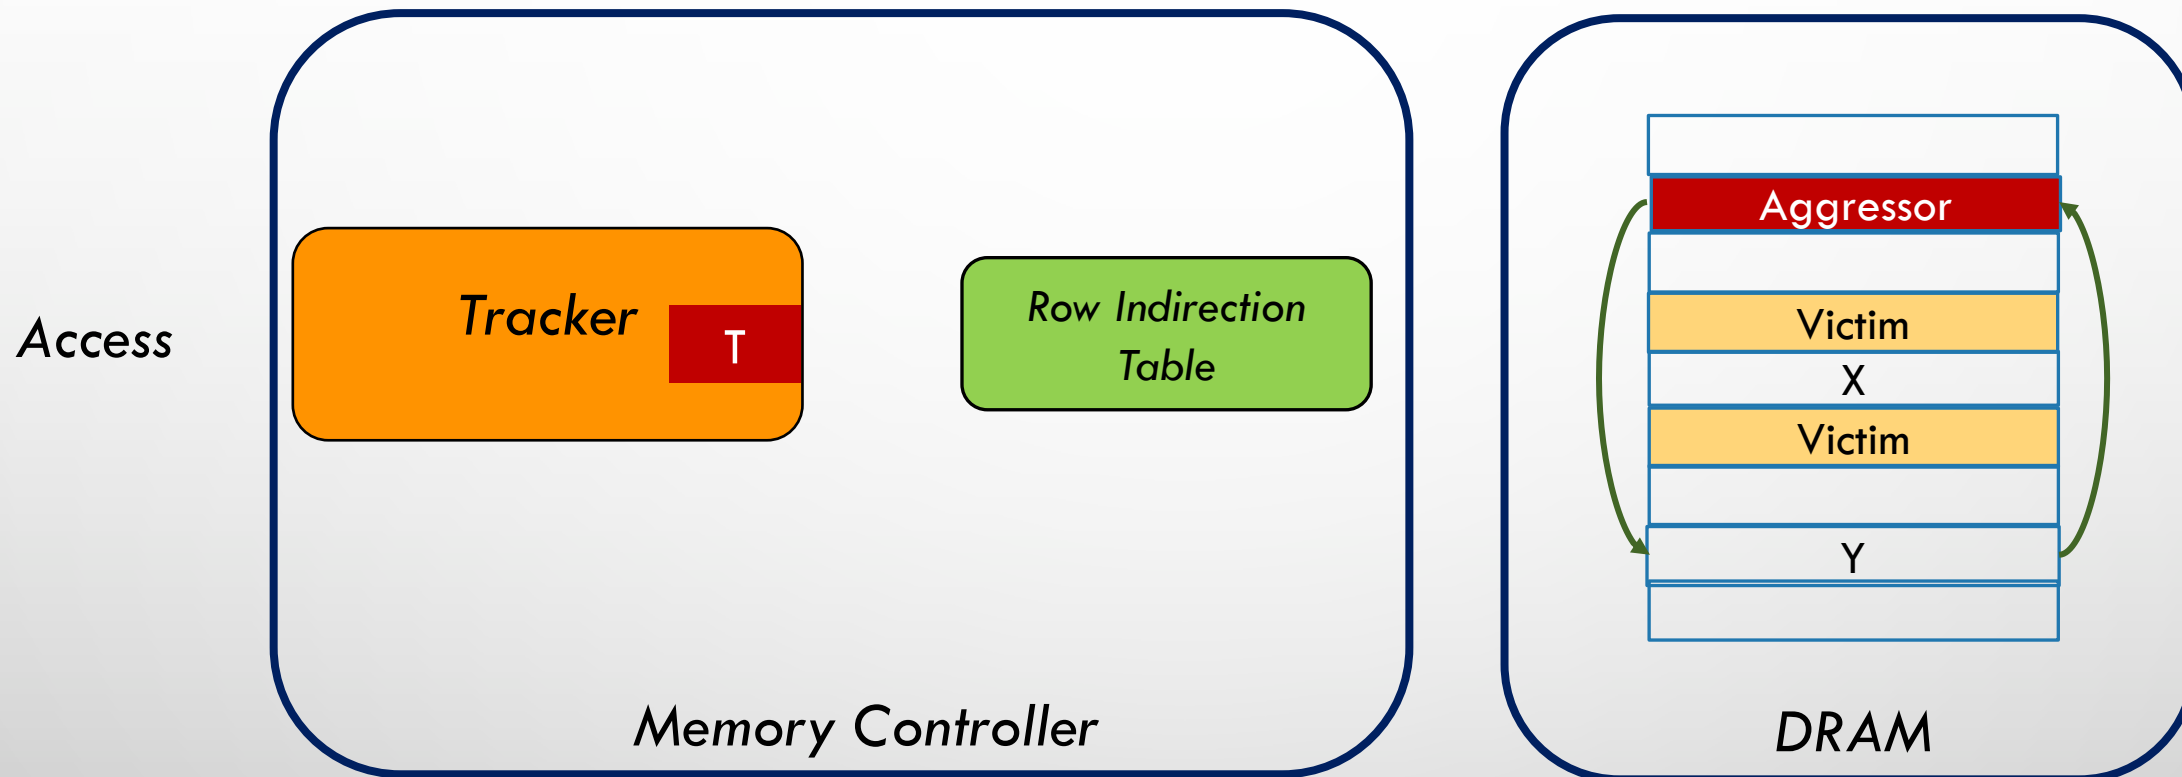 Access
Tracker
T
Row Indirection
Table
Memory Controller
Aggressor
Victim
X
Victim
Y
DRAM